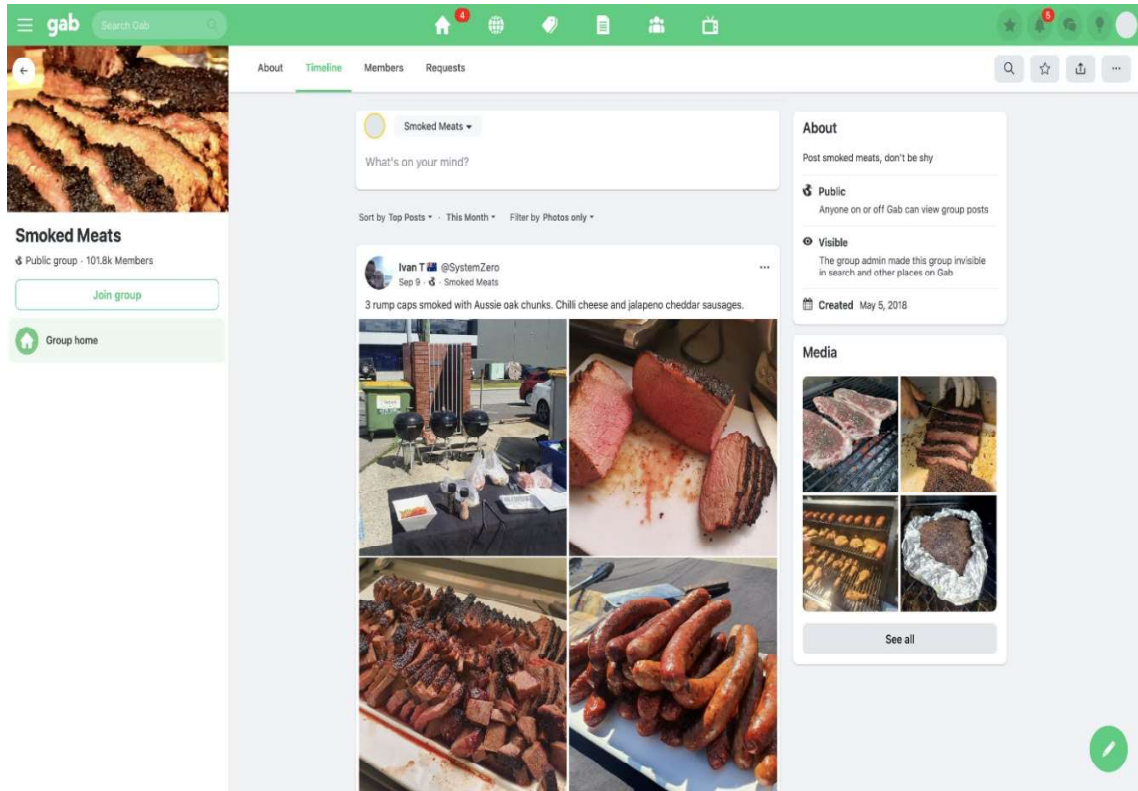 gab
Search Gab
4
5
About Timeline Members Requests
Smoked Meats
Public group · 101.8k Members
Join group
Group home
Smoked Meats
What's on your mind?
Sort by Top Posts · This Month Filter by Photos only
Ivan T @SystemZero
Sep 9 · · Smoked Meats
3 rump caps smoked with Aussie oak chunks. Chilli cheese and jalapeno cheddar sausages.
About
Post smoked meats, don't be shy
Public
Anyone on or off Gab can view group posts
Visible
The group admin made this group invisible
in search and other places on Gab
Created May 5, 2018
Media
See all